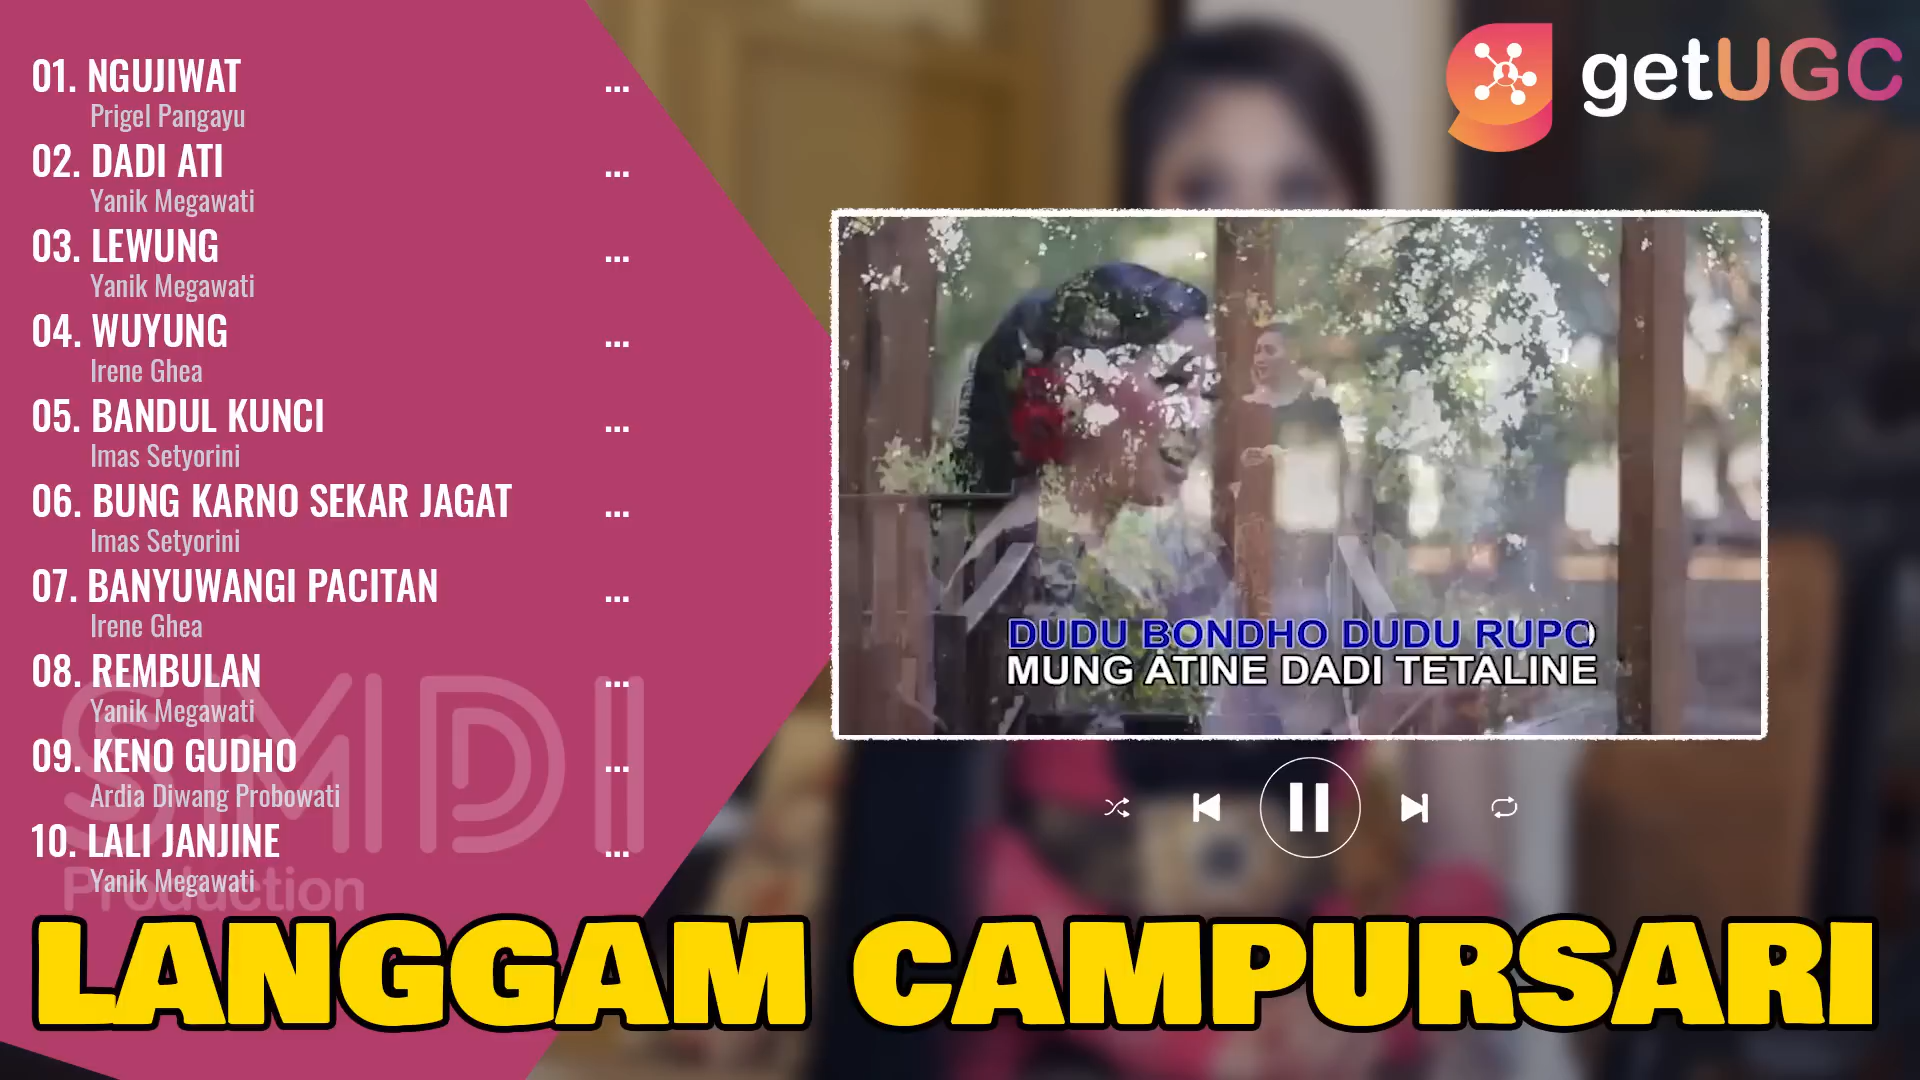 01. NGUJIWAT ...
Prigel Pangayu
02. DADI ATI ...
Yanik Megawati
03. LEWUNG ...
Yanik Megawati
04. WUYUNG ...
Irene Ghea
05. BANDUL KUNCI ...
Imas Setyorini
06. BUNG KARNO SEKAR JAGAT ...
Imas Setyorini
07. BANYUWANGI PACITAN ...
Irene Ghea
08. REMBULAN ...
Yanik Megawati
09. KENO GUDHO ...
Ardia Diwang Probowati
10. LALI JANJINE ...
Yanik Megawati
SMDI
Production
getUGC
DUDU BONDHO DUDU RUPO
MUNG ATINE DADI TETALINE
LANGGAM CAMPURSARI